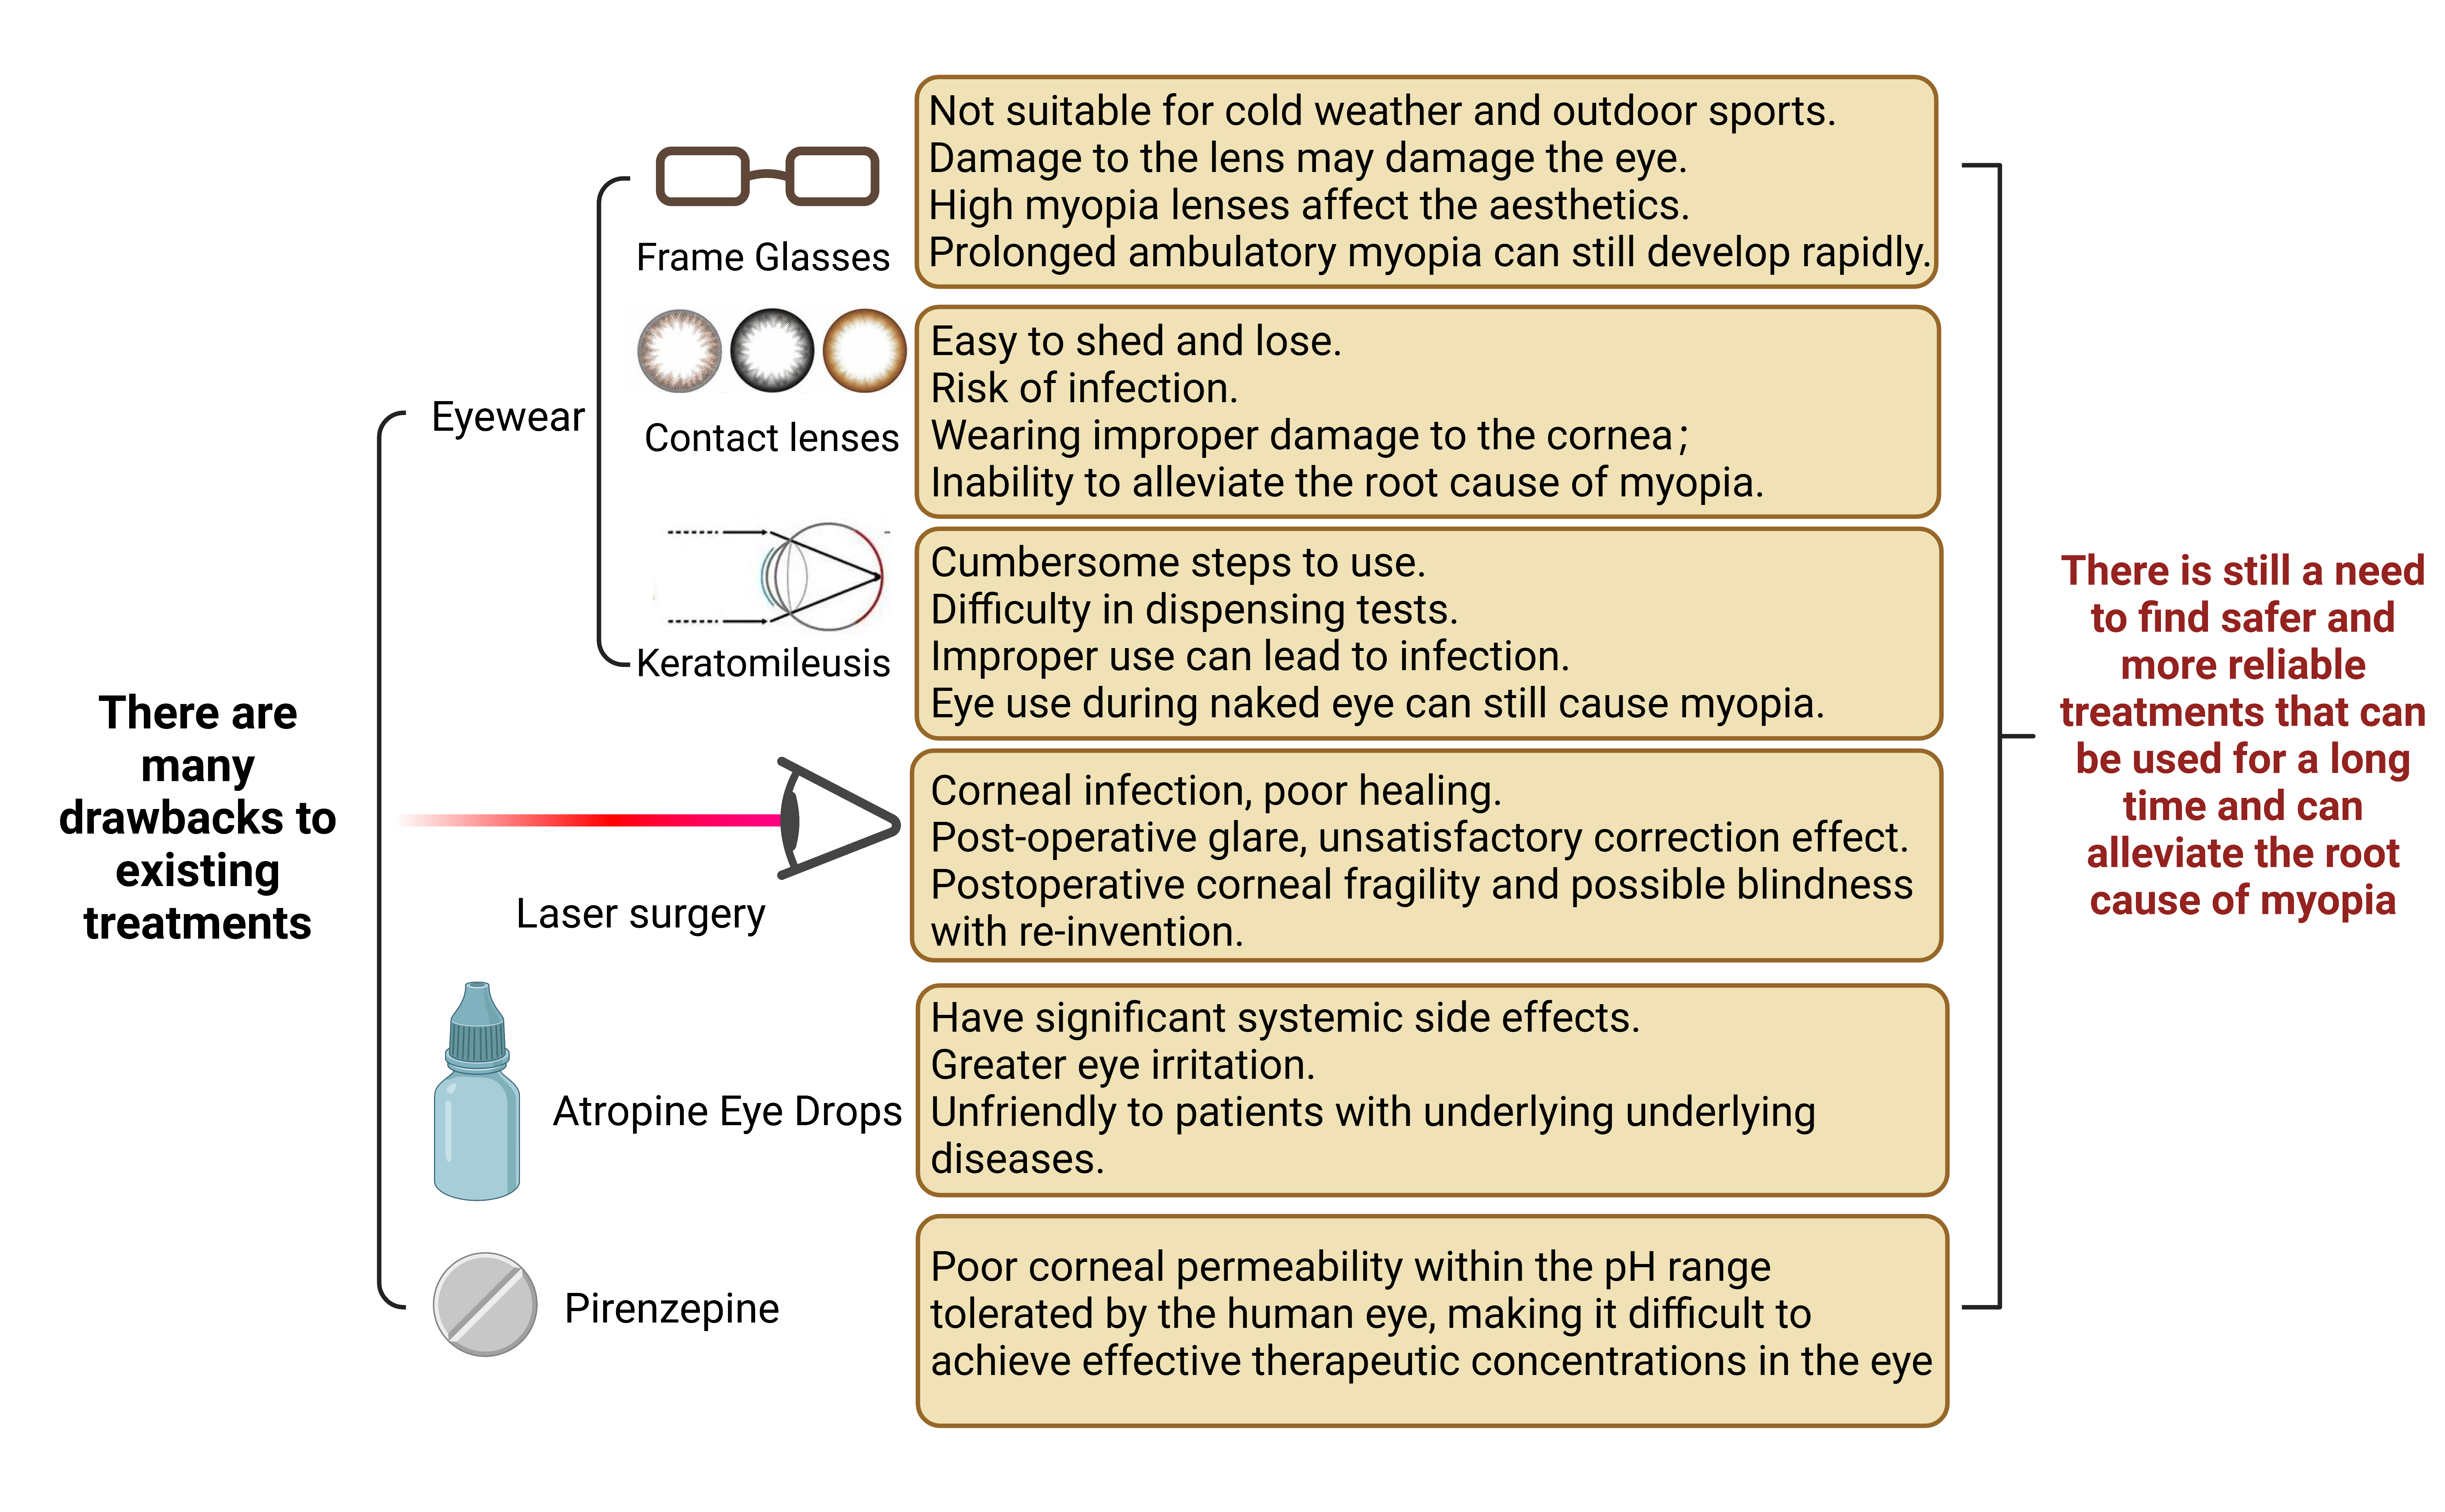 There are
many
drawbacks to
existing
treatments
Eyewear
Frame Glasses
Not suitable for cold weather and outdoor sports.
Damage to the lens may damage the eye.
High myopia lenses affect the aesthetics.
Prolonged ambulatory myopia can still develop rapidly.
Contact lenses
Easy to shed and lose.
Risk of infection.
Wearing improper damage to the cornea;
Inability to alleviate the root cause of myopia.
Keratomileusis
Cumbersome steps to use.
Difficulty in dispensing tests.
Improper use can lead to infection.
Eye use during naked eye can still cause myopia.
Laser surgery
Corneal infection, poor healing.
Post-operative glare, unsatisfactory correction effect.
Postoperative corneal fragility and possible blindness
with re-invention.
Atropine Eye Drops
Have significant systemic side effects.
Greater eye irritation.
Unfriendly to patients with underlying underlying
diseases.
Pirenzepine
Poor corneal permeability within the pH range
tolerated by the human eye, making it difficult to
achieve effective therapeutic concentrations in the eye
There is still a need
to find safer and
more reliable
treatments that can
be used for a long
time and can
alleviate the root
cause of myopia